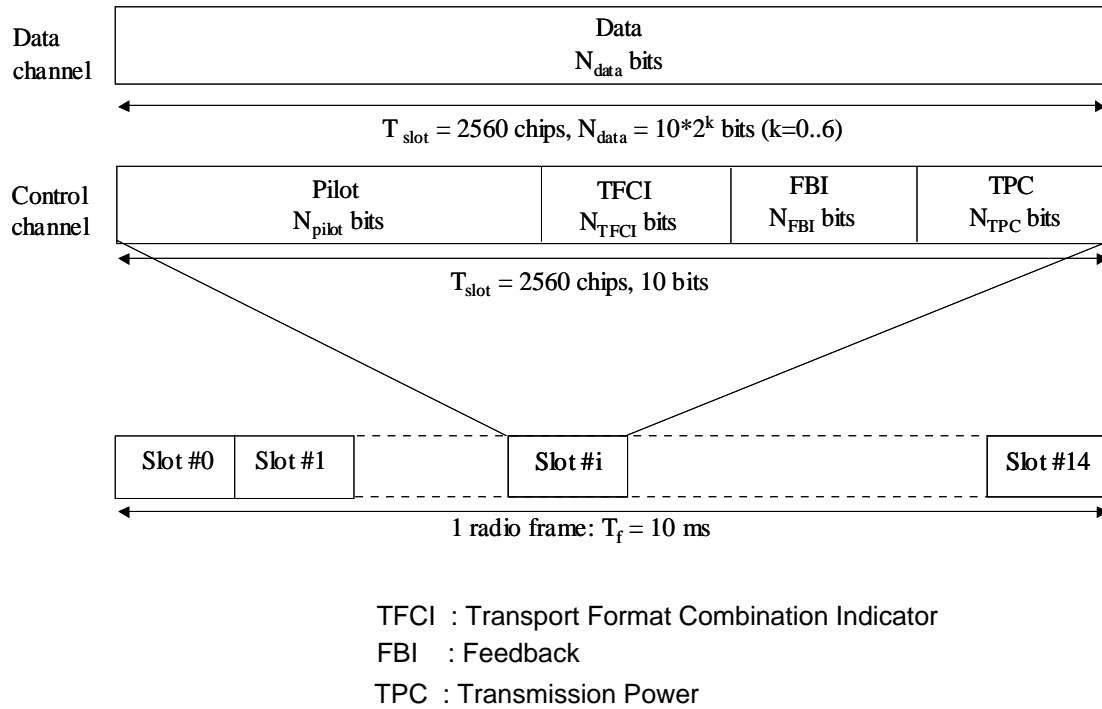 Data channel
Data
N_data bits
T_slot = 2560 chips, N_data = 10*2^k bits (k=0..6)
Control channel
Pilot
N_pilot bits
TFCI
N_TFCI bits
FBI
N_FBI bits
TPC
N_TPC bits
T_slot = 2560 chips, 10 bits
Slot #0
Slot #1
Slot #i
Slot #14
1 radio frame: T_f = 10 ms
TFCI : Transport Format Combination Indicator
FBI : Feedback
TPC : Transmission Power